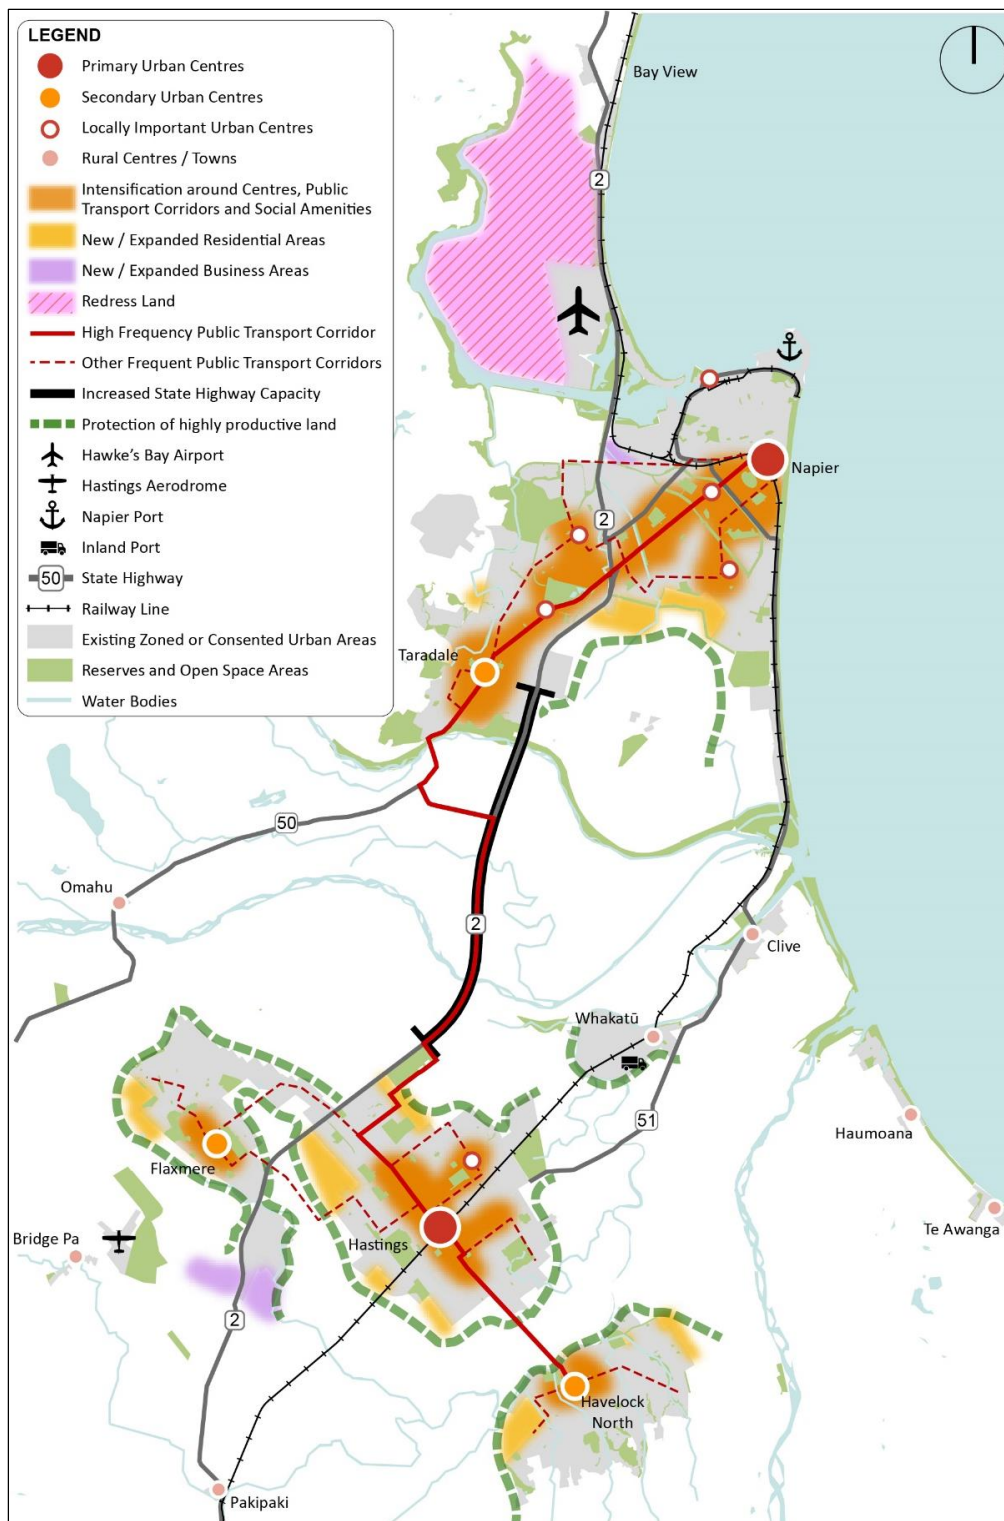 LEGEND
Primary Urban Centres
Secondary Urban Centres
Locally Important Urban Centres
Rural Centres / Towns
Intensification around Centres, Public
Transport Corridors and Social Amenities
New / Expanded Residential Areas
New / Expanded Business Areas
Redress Land
High Frequency Public Transport Corridor
Other Frequent Public Transport Corridors
Increased State Highway Capacity
Protection of highly productive land
Hawke's Bay Airport
Hastings Aerodrome
Napier Port
Inland Port
50 State Highway
Railway Line
Existing Zoned or Consented Urban Areas
Reserves and Open Space Areas
Water Bodies
Bay View
2
Napier
2
Taradale
50
Omahu
2
Clive
Whakatū
51
Haumoana
Flaxmere
Te Awanga
Bridge Pa
Hastings
2
Havelock
North
Pakipaki